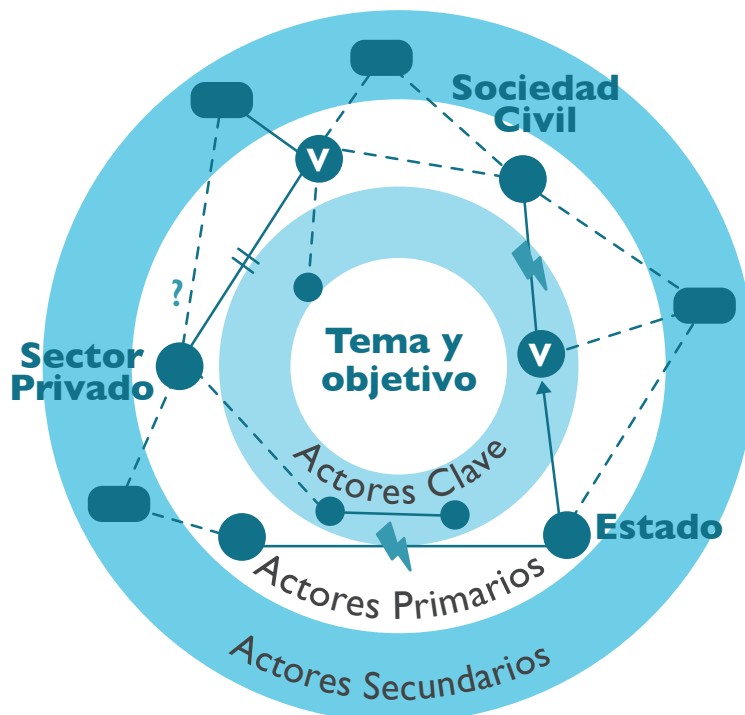 Sociedad
Civil
V
?
Sector
Privado
Tema y
objetivo
V
Actores Clave
Estado
Actores Primarios
Actores Secundarios